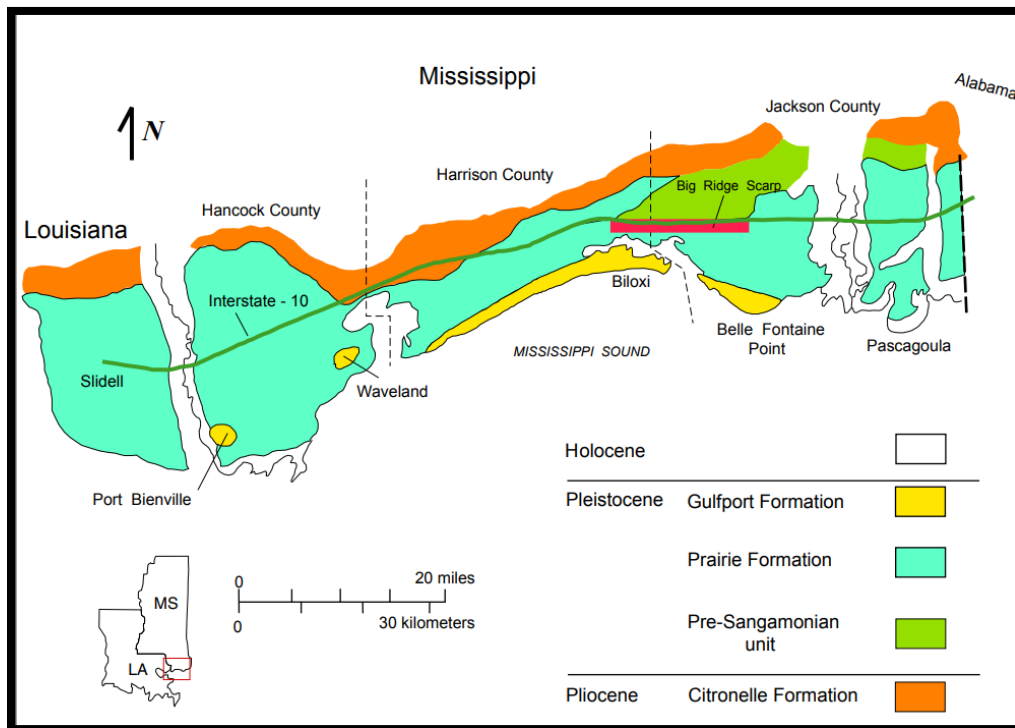 Mississippi
Alabama
Jackson County
N
Harrison County
Big Ridge Scarp
Hancock County
Louisiana
Interstate - 10
Biloxi
Belle Fontaine
Point
MISSISSIPPI SOUND
Pascagoula
Slidell
Waveland
Port Bienville
Holocene
Pleistocene
Gulfport Formation
Prairie Formation
Pre-Sangamonian
unit
Pliocene
Citronelle Formation
0
20 miles
0
30 kilometers
MS
LA